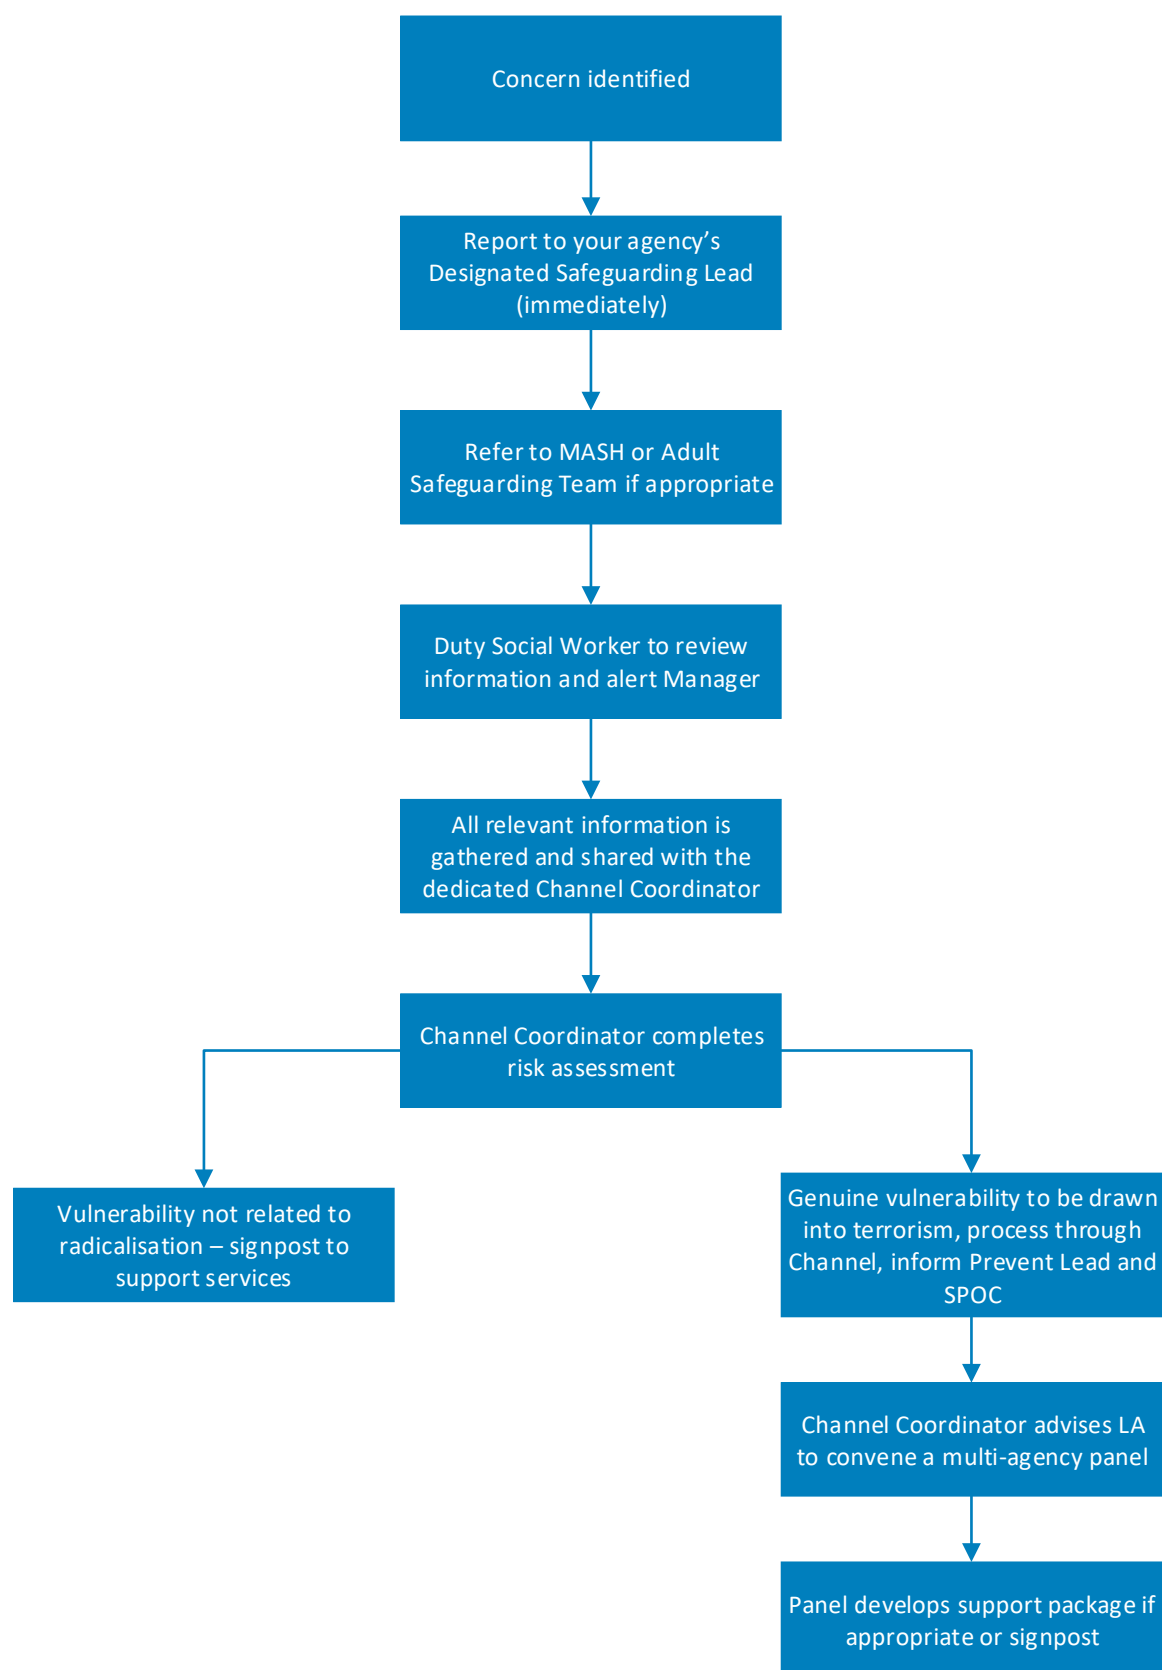 Concern identified
Report to your agency’s
Designated Safeguarding Lead
(immediately)
Refer to MASH or Adult
Safeguarding Team if appropriate
Duty Social Worker to review
information and alert Manager
All relevant information is
gathered and shared with the
dedicated Channel Coordinator
Channel Coordinator completes
risk assessment
Vulnerability not related to
radicalisation – signpost to
support services
Genuine vulnerability to be drawn
into terrorism, process through
Channel, inform Prevent Lead and
SPOC
Channel Coordinator advises LA
to convene a multi-agency panel
Panel develops support package if
appropriate or signpost